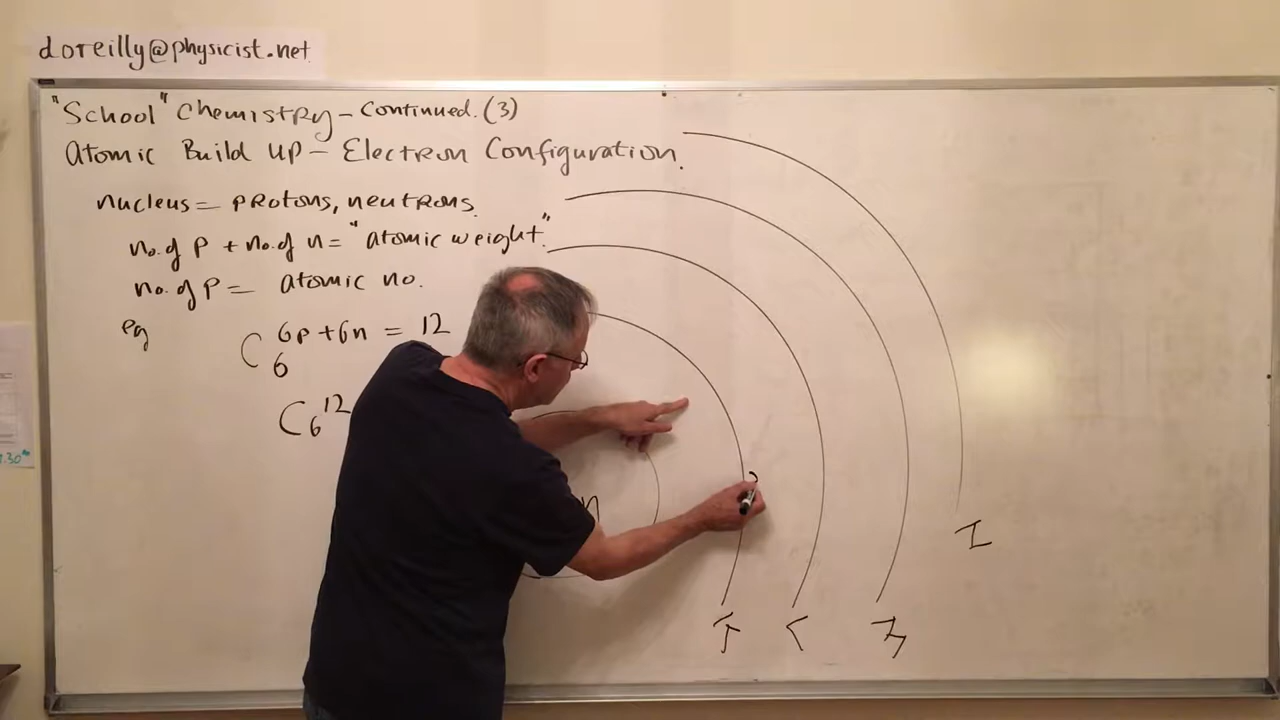 doreilly@physicist.net
"School" Chemistry - Continued. (3)
Atomic Build Up - Electron Configuration.
nucleus = protons, neutrons.
no. of p + no. of n = "atomic weight".
no. of p = atomic no.
eg
C 6p + 6n = 12
6
C 6 12
n